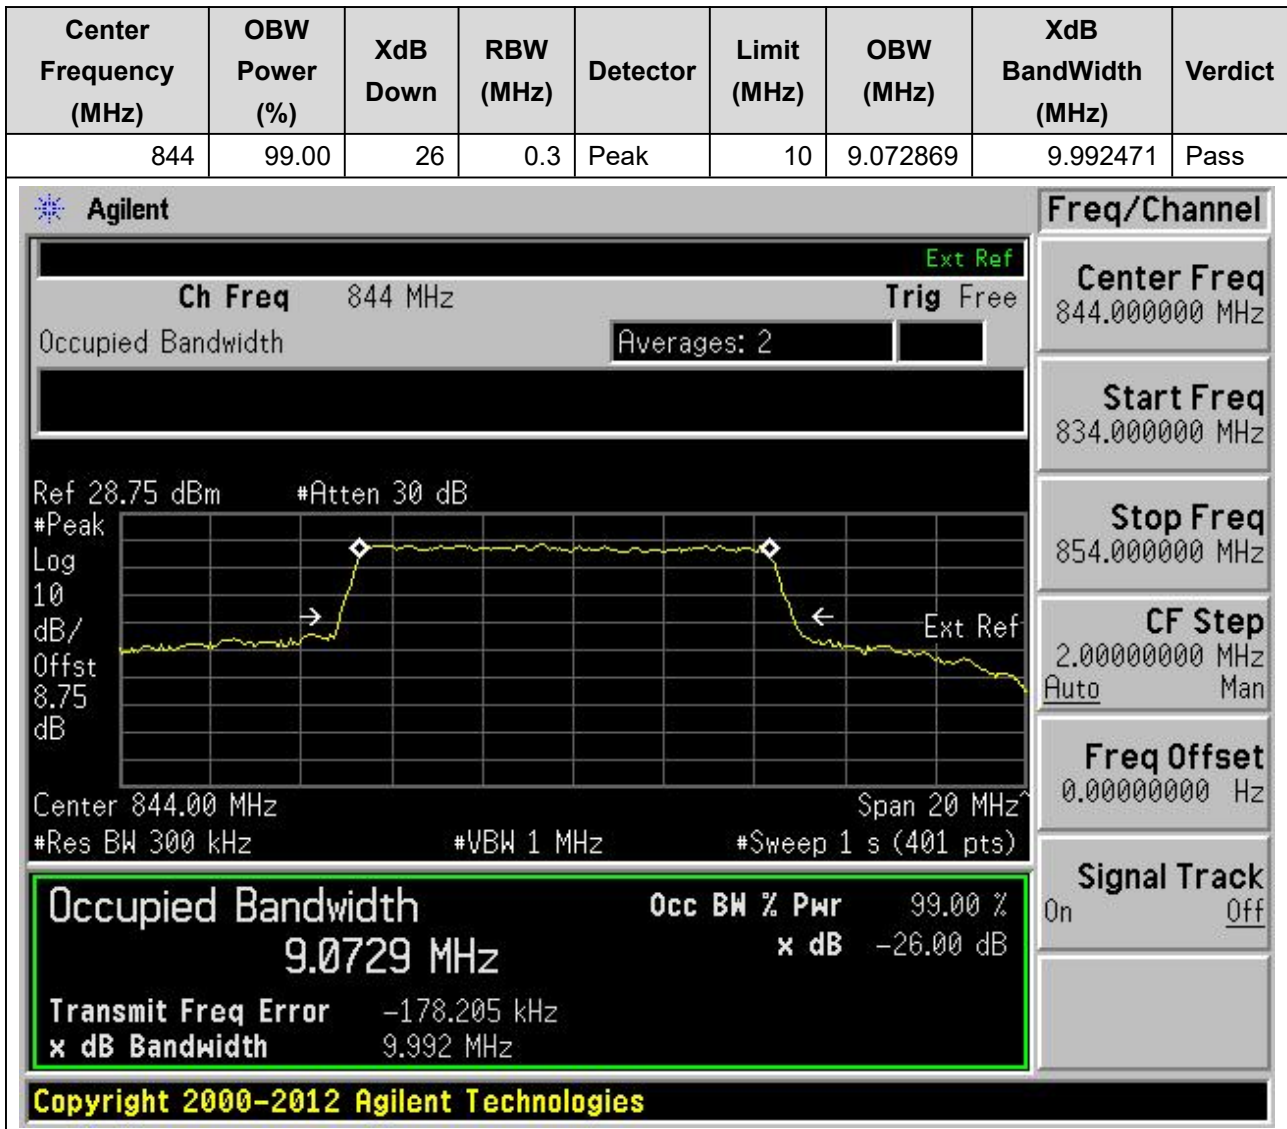 Center Frequency (MHz) OBW Power (%) XdB Down RBW (MHz) Detector Limit (MHz) OBW (MHz) XdB BandWidth (MHz) Verdict
844 99.00 26 0.3 Peak 10 9.072869 9.992471 Pass
Agilent
Freq/Channel
Ext Ref
Ch Freq 844 MHz Trig Free
Occupied Bandwidth Averages: 2
Center Freq
844.000000 MHz
Start Freq
834.000000 MHz
Stop Freq
854.000000 MHz
CF Step
2.00000000 MHz
Auto Man
Freq Offset
0.00000000 Hz
Signal Track
On Off
Ref 28.75 dBm #Atten 30 dB
#Peak
Log
10
dB/
Offst
8.75
dB
Ext Ref
Center 844.00 MHz Span 20 MHz^
#Res BW 300 kHz #VBW 1 MHz #Sweep 1 s (401 pts)
Occupied Bandwidth
9.0729 MHz
Occ BW % Pwr 99.00 %
x dB -26.00 dB
Transmit Freq Error -178.205 kHz
x dB Bandwidth 9.992 MHz
Copyright 2000-2012 Agilent Technologies